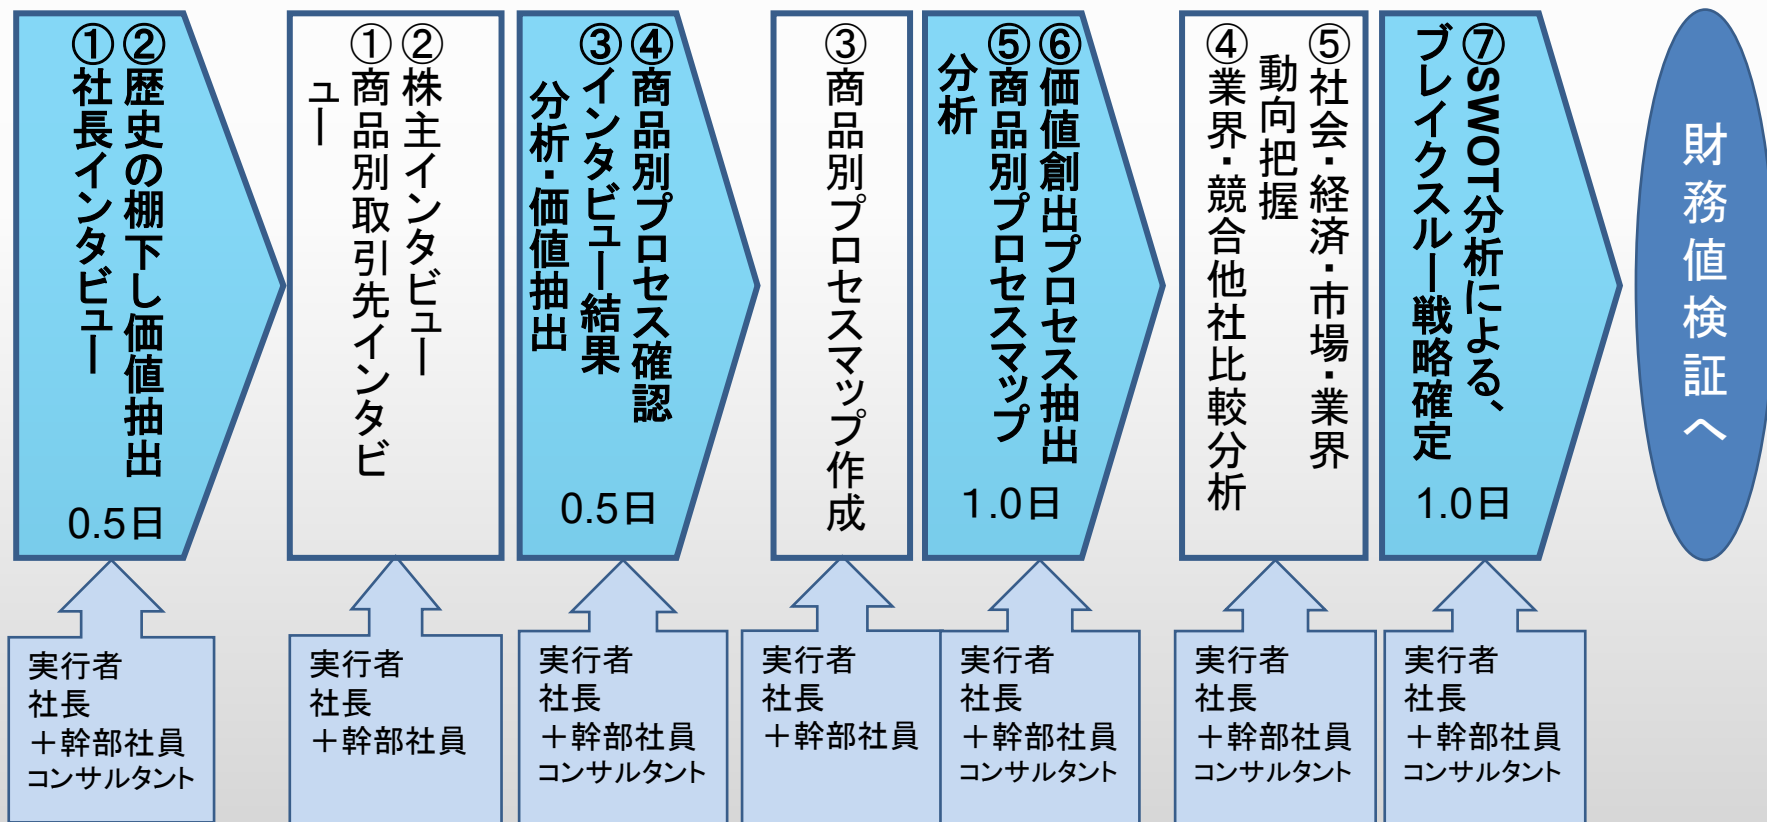 ②歴史の棚下し価値抽出
①社長インタビュー
0.5日
②株主インタビュー
①商品別取引先インタビ
ュー
④商品別プロセス確認
③インタビュー結果
分析・価値抽出
0.5日
③商品別プロセスマップ作成
⑥価値創出プロセス抽出
⑤商品別プロセスマップ
分析
1.0日
⑤社会・経済・市場・業界
動向把握
④業界・競合他社比較分析
⑦SWOT分析による、
ブレイクスルー戦略確定
1.0日
財務値検証へ
実行者
社長
＋幹部社員
コンサルタント
実行者
社長
＋幹部社員
実行者
社長
＋幹部社員
コンサルタント
実行者
社長
＋幹部社員
実行者
社長
＋幹部社員
コンサルタント
実行者
社長
＋幹部社員
コンサルタント
実行者
社長
＋幹部社員
コンサルタント